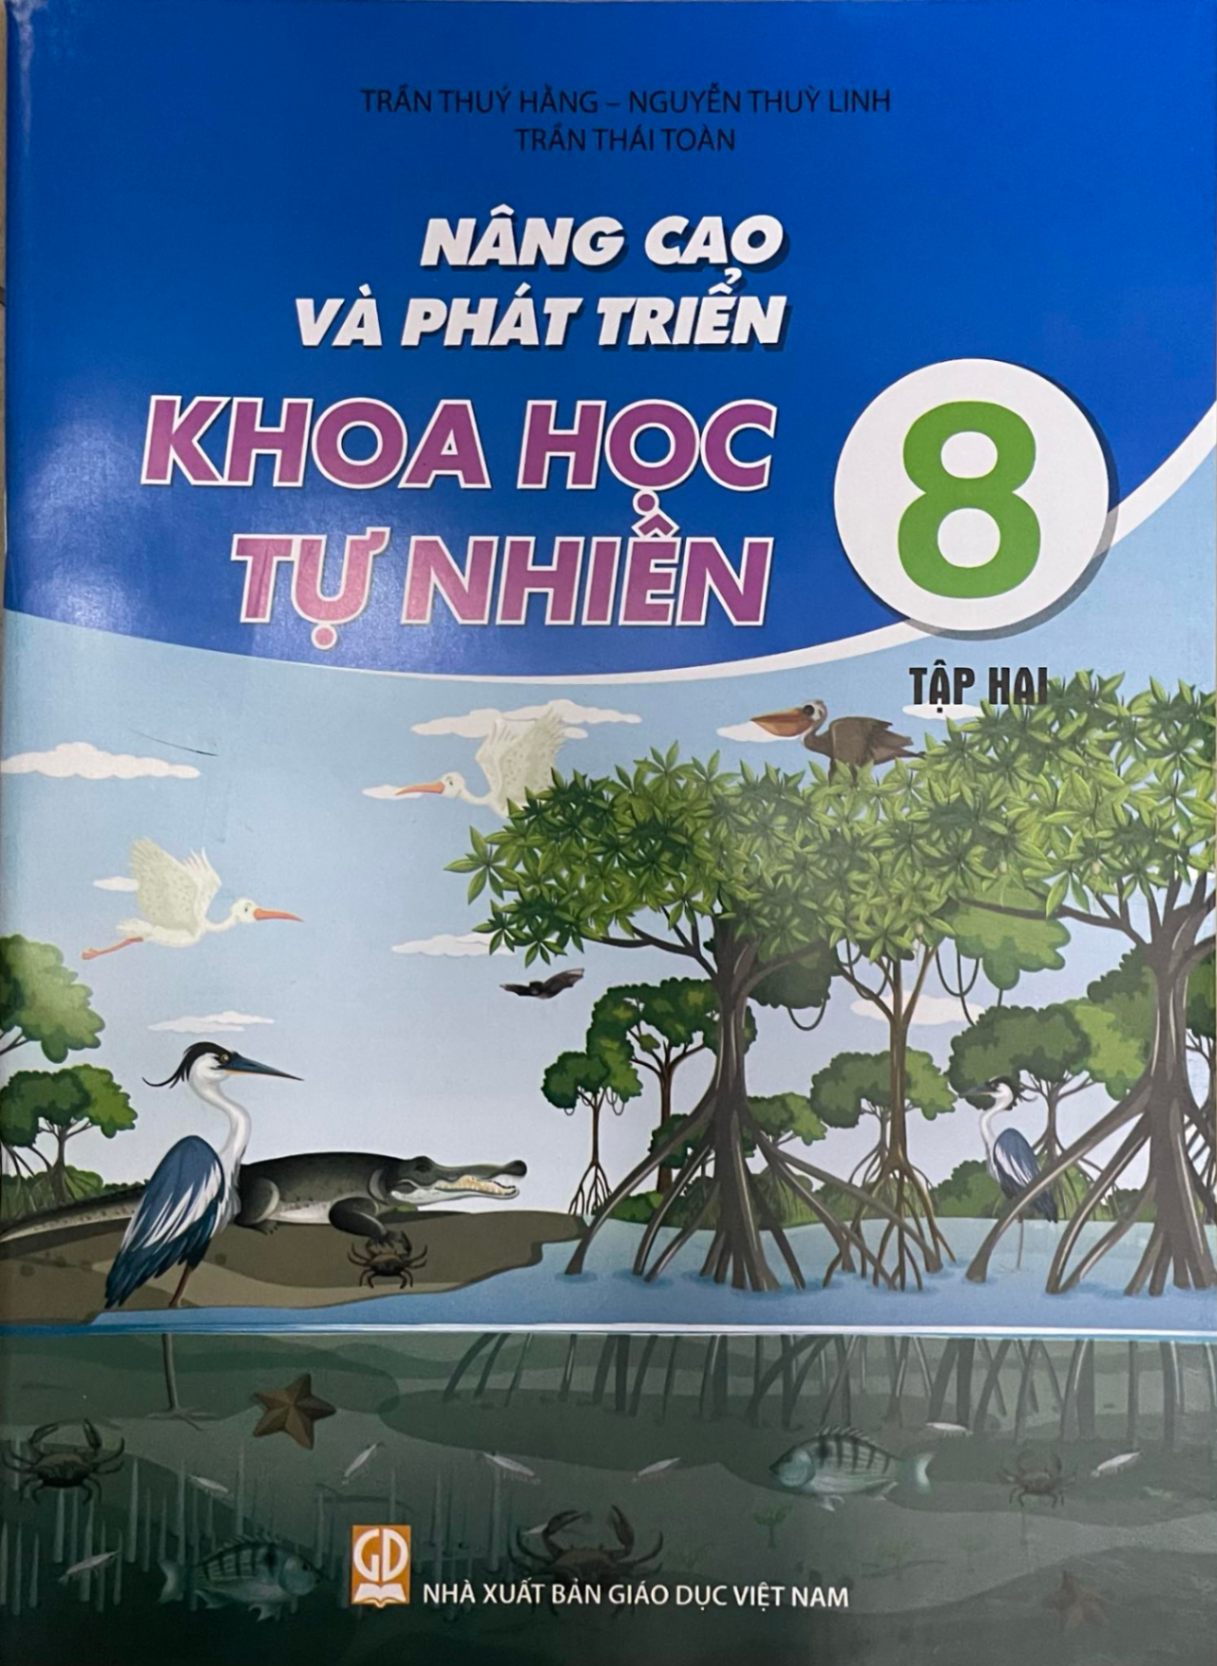 TRẦN THUÝ HẰNG – NGUYỄN THUỲ LINH
TRẦN THÁI TOÀN
NÂNG CAO
VÀ PHÁT TRIỂN
KHOA HỌC
TỰ NHIÊN
8
TẬP HAI
GD
NHÀ XUẤT BẢN GIÁO DỤC VIỆT NAM